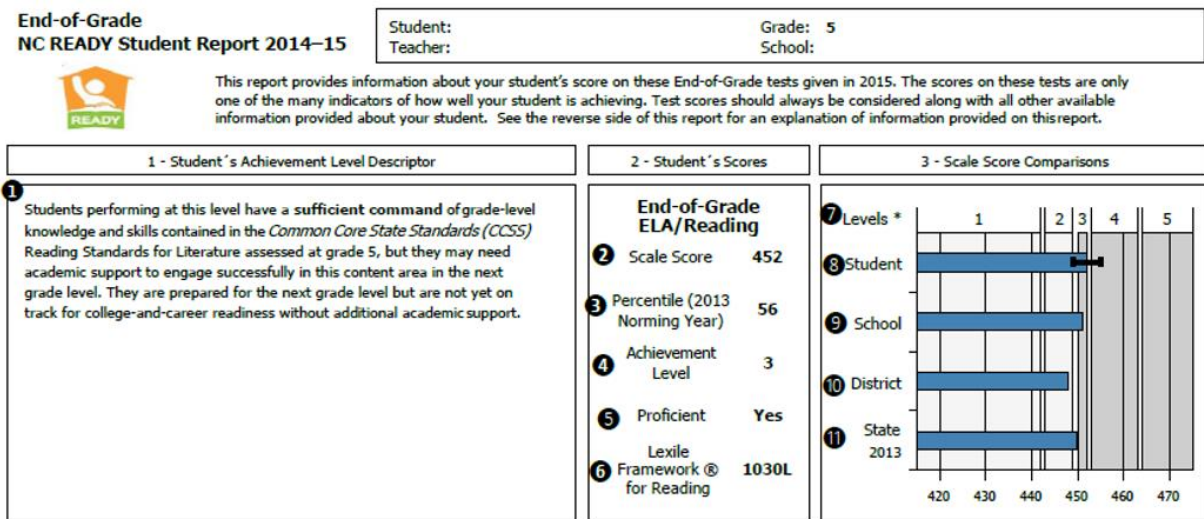 End-of-Grade
NC READY Student Report 2014–15
Student:
Grade: 5
Teacher:
School:
READY
This report provides information about your student's score on these End-of-Grade tests given in 2015. The scores on these tests are only
one of the many indicators of how well your student is achieving. Test scores should always be considered along with all other available
information provided about your student. See the reverse side of this report for an explanation of information provided on thisreport.
1 - Student´s Achievement Level Descriptor
1
Students performing at this level have a sufficient command ofgrade-level
knowledge and skills contained in the Common Core State Standards (CCSS)
Reading Standards for Literature assessed at grade 5, but they may need
academic support to engage successfully in this content area in the next
grade level. They are prepared for the next grade level but are not yet on
track for college-and-career readiness without additional academic support.
2 - Student´s Scores
End-of-Grade
ELA/Reading
2 Scale Score 452
3 Percentile (2013
Norming Year) 56
4 Achievement
Level 3
5 Proficient Yes
6 Lexile
Framework ®
for Reading 1030L
3 - Scale Score Comparisons
7 Levels * 1 2 3 4 5
8 Student
9 School
10 District
11 State
2013
420 430 440 450 460 470